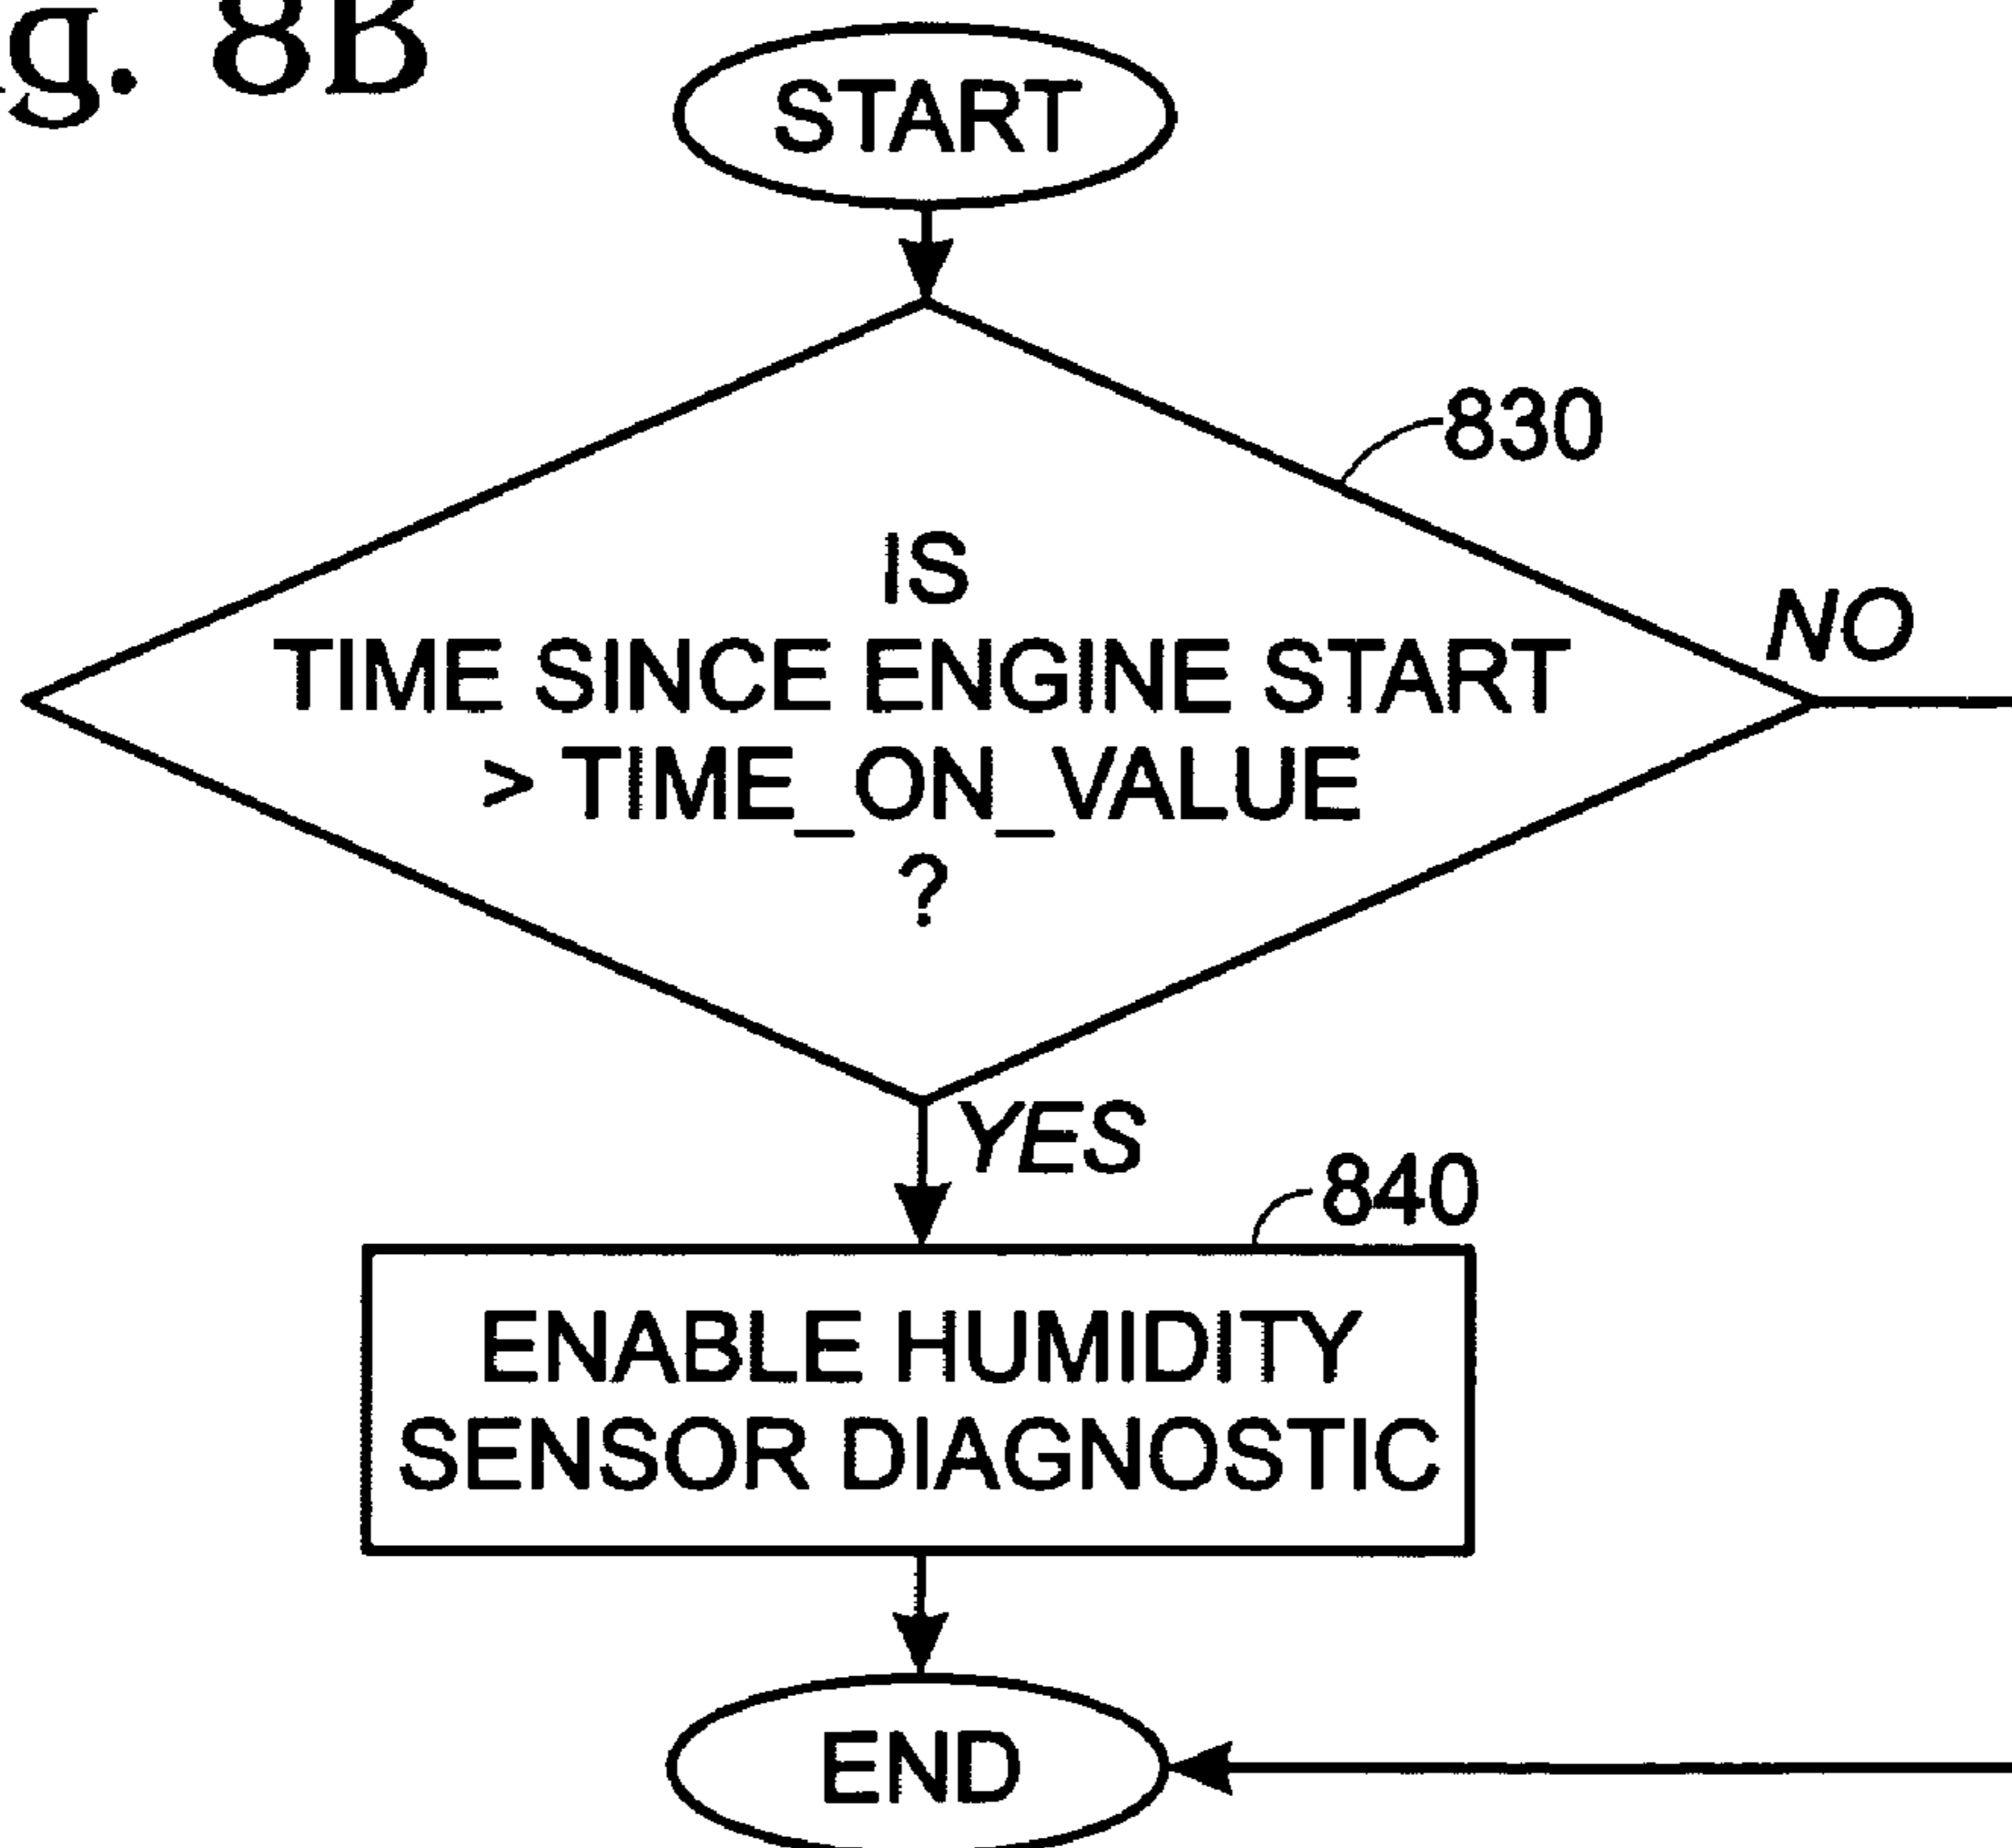 g. 8B
START
830
IS
TIME SINCE ENGINE START
> TIME_ON_VALUE
?
NO
YES
840
ENABLE HUMIDITY
SENSOR DIAGNOSTIC
END